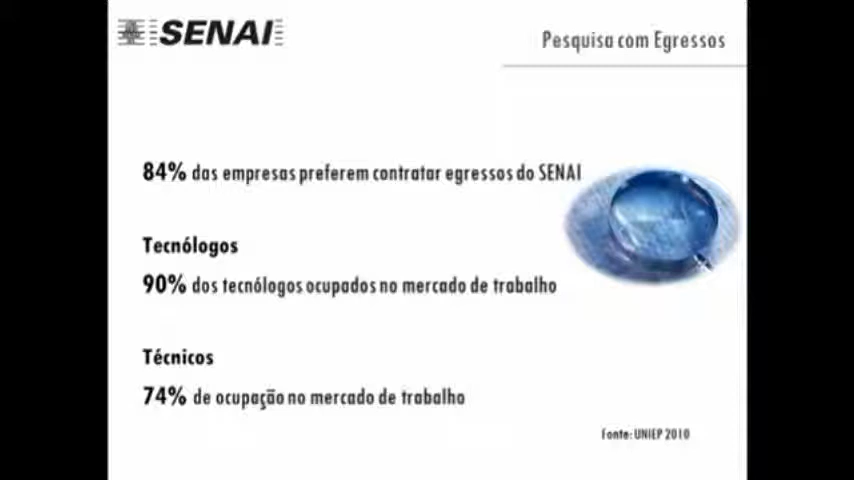 SENAI
Pesquisa com Egressos
84% das empresas preferem contratar egressos do SENAI
Tecnólogos
90% dos tecnólogos ocupados no mercado de trabalho
Técnicos
74% de ocupação no mercado de trabalho
Fonte: UNIEP 2010